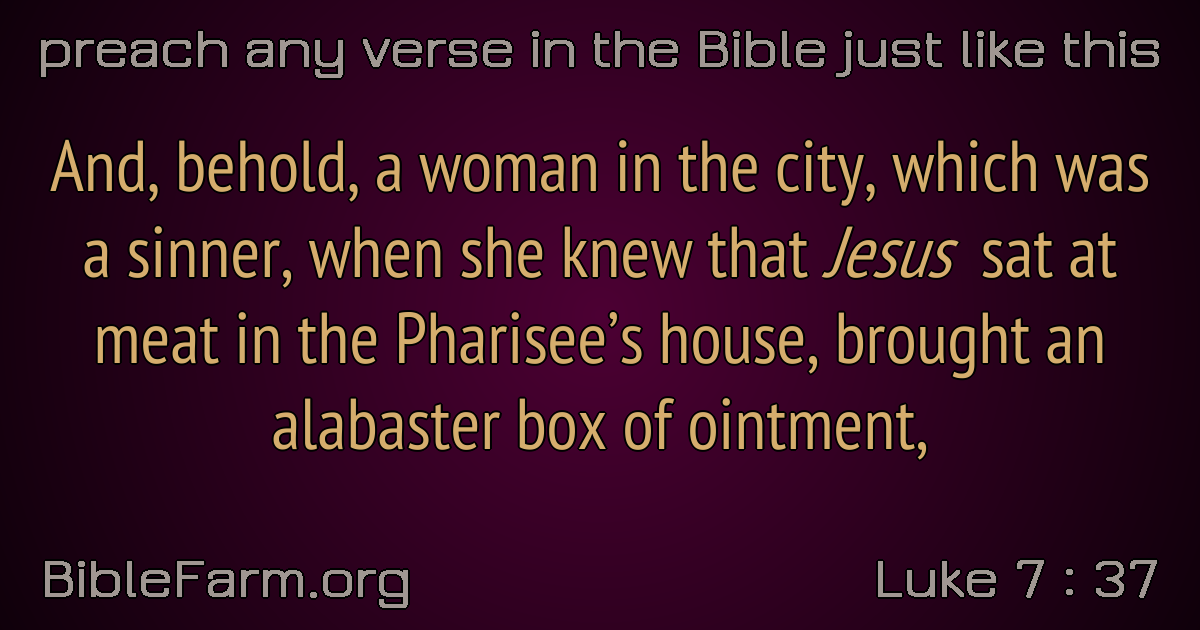 preach any verse in the Bible just like this
And, behold, a woman in the city, which was
a sinner, when she knew that Jesus sat at
meat in the Pharisee’s house, brought an
alabaster box of ointment,
BibleFarm.org
Luke 7 : 37